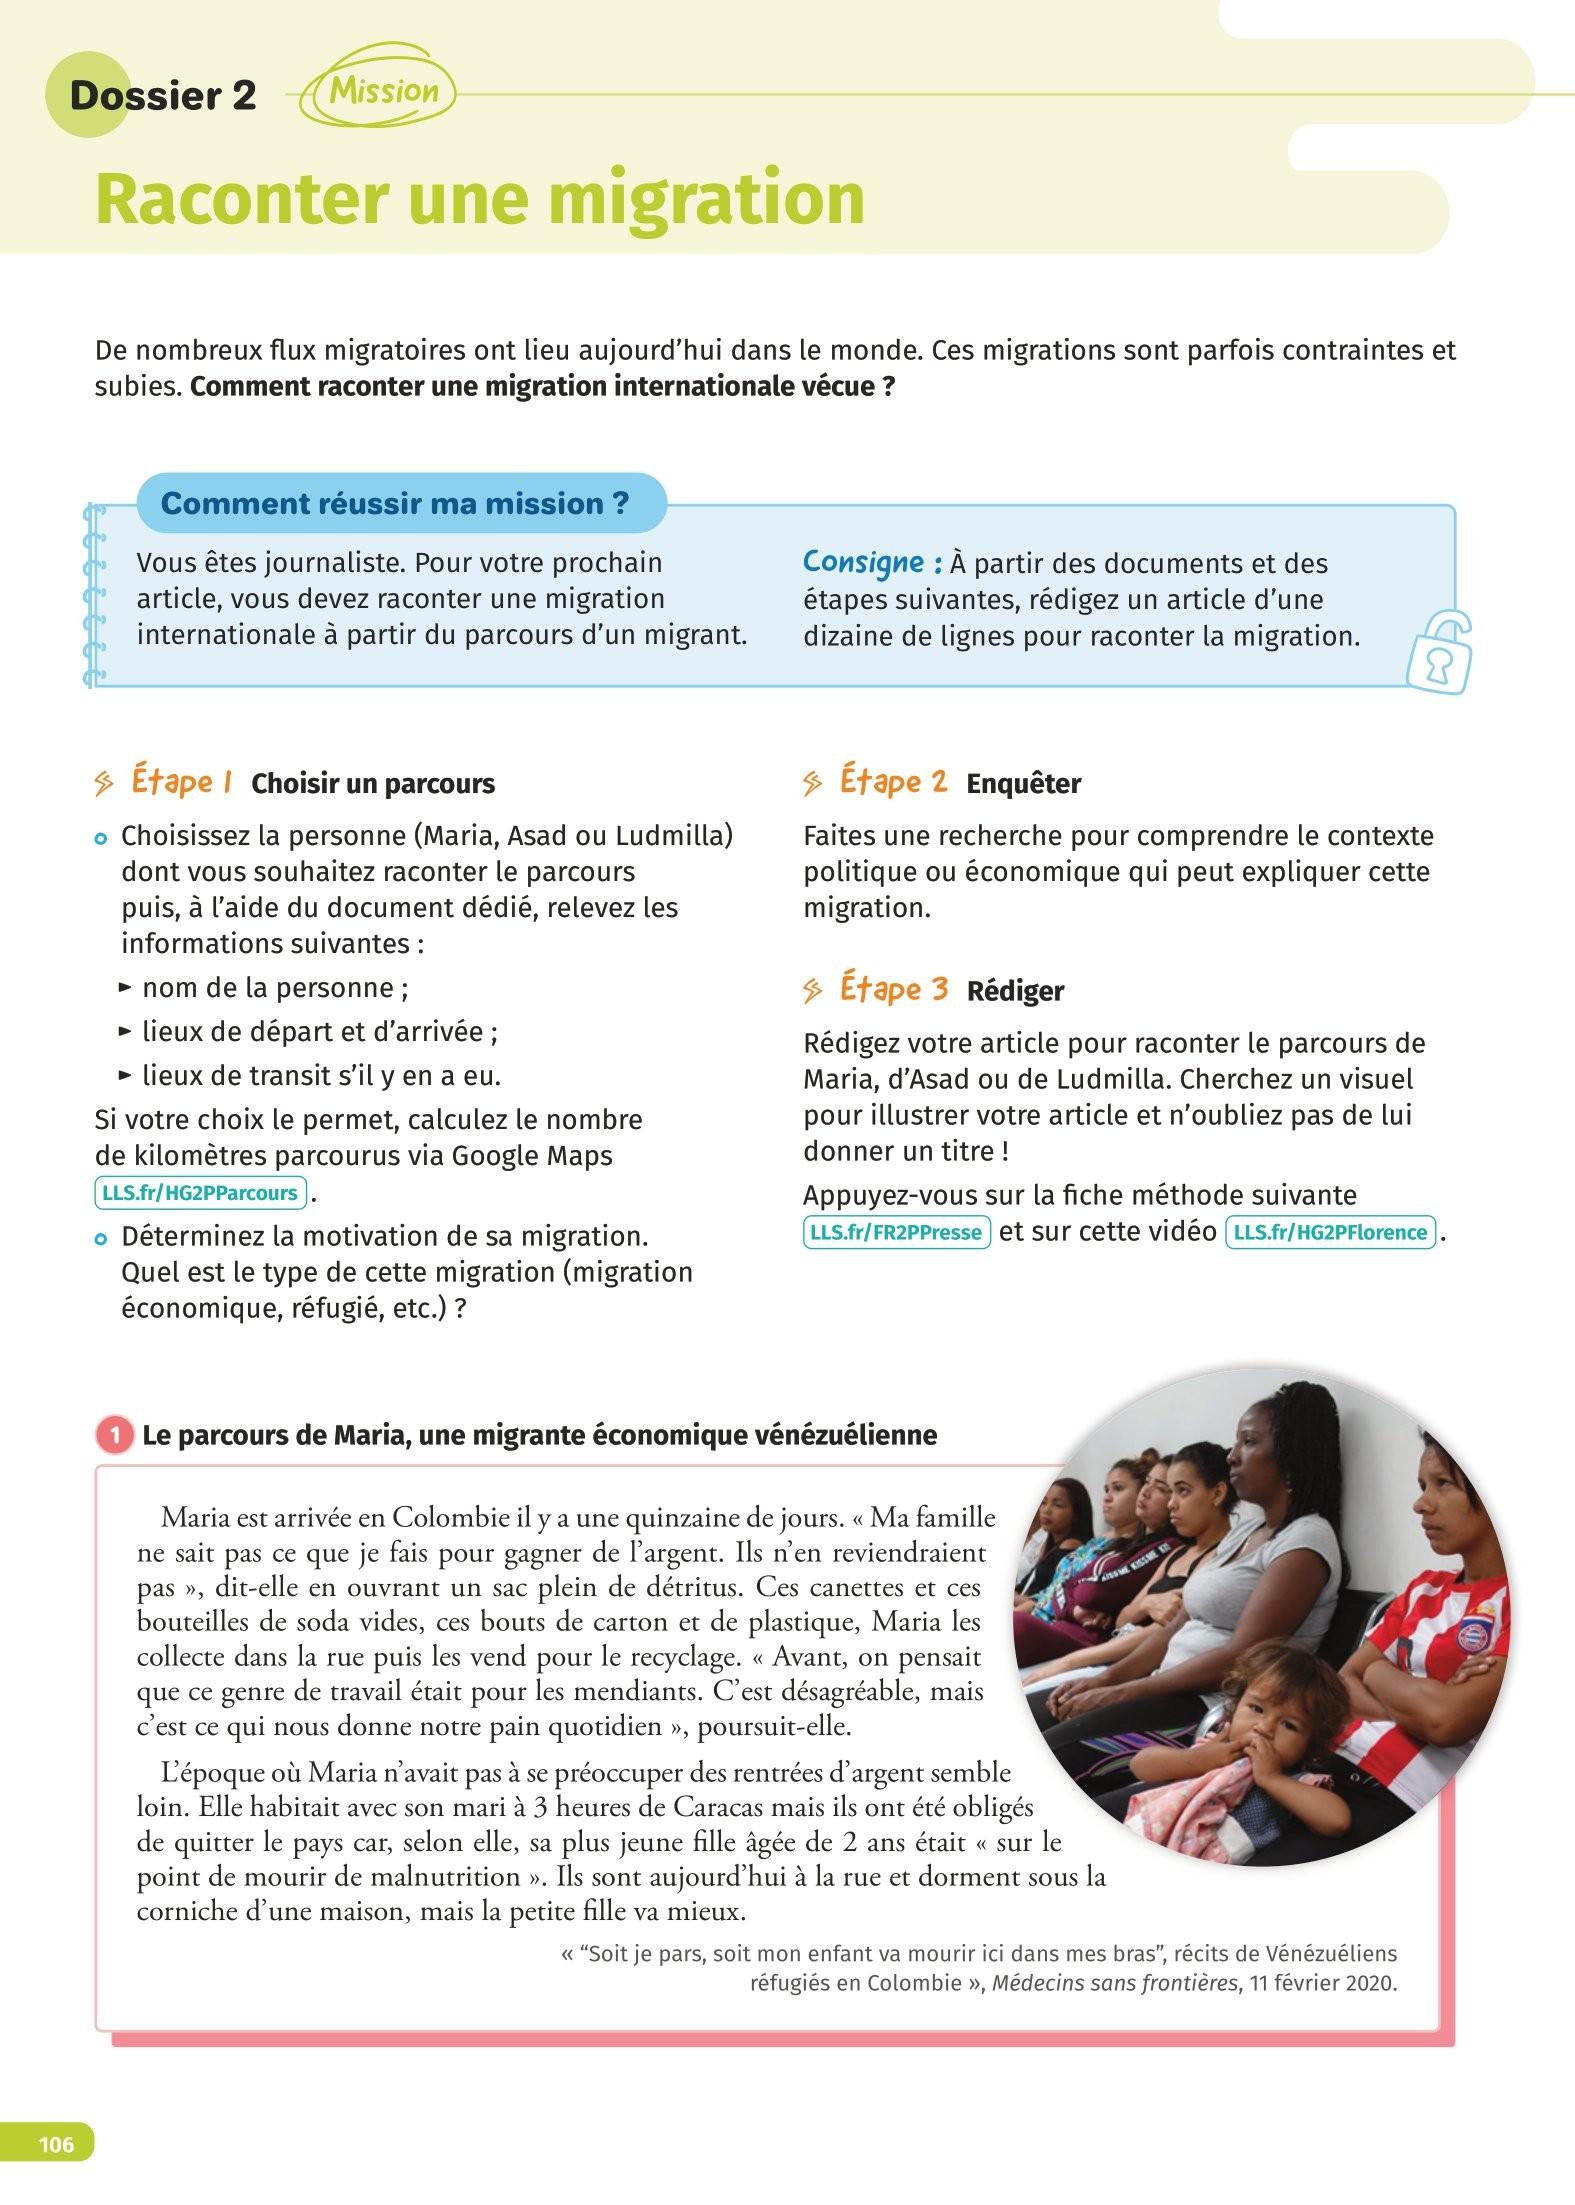 Dossier 2
Mission
Raconter une migration
De nombreux flux migratoires ont lieu aujourd’hui dans le monde. Ces migrations sont parfois contraintes et
subies. Comment raconter une migration internationale vécue ?
Comment réussir ma mission ?
Vous êtes journaliste. Pour votre prochain
article, vous devez raconter une migration
internationale à partir du parcours d’un migrant.
Consigne : À partir des documents et des
étapes suivantes, rédigez un article d’une
dizaine de lignes pour raconter la migration.
Étape 1 Choisir un parcours
Choisissez la personne (Maria, Asad ou Ludmilla)
dont vous souhaitez raconter le parcours
puis, à l’aide du document dédié, relevez les
informations suivantes :
► nom de la personne ;
► lieux de départ et d’arrivée ;
► lieux de transit s’il y en a eu.
Si votre choix le permet, calculez le nombre
de kilomètres parcourus via Google Maps
LLS.fr/HG2PParcours .
Déterminez la motivation de sa migration.
Quel est le type de cette migration (migration
économique, réfugié, etc.) ?
Étape 2 Enquêter
Faites une recherche pour comprendre le contexte
politique ou économique qui peut expliquer cette
migration.
Étape 3 Rédiger
Rédigez votre article pour raconter le parcours de
Maria, d’Asad ou de Ludmilla. Cherchez un visuel
pour illustrer votre article et n’oubliez pas de lui
donner un titre !
Appuyez-vous sur la fiche méthode suivante
LLS.fr/FR2PPresse et sur cette vidéo LLS.fr/HG2PFlorence .
1 Le parcours de Maria, une migrante économique vénézuélienne
Maria est arrivée en Colombie il y a une quinzaine de jours. « Ma famille
ne sait pas ce que je fais pour gagner de l’argent. Ils n’en reviendraient
pas », dit-elle en ouvrant un sac plein de détritus. Ces canettes et ces
bouteilles de soda vides, ces bouts de carton et de plastique, Maria les
collecte dans la rue puis les vend pour le recyclage. « Avant, on pensait
que ce genre de travail était pour les mendiants. C’est désagréable, mais
c’est ce qui nous donne notre pain quotidien », poursuit-elle.
L’époque où Maria n’avait pas à se préoccuper des rentrées d’argent semble
loin. Elle habitait avec son mari à 3 heures de Caracas mais ils ont été obligés
de quitter le pays car, selon elle, sa plus jeune fille âgée de 2 ans était « sur le
point de mourir de malnutrition ». Ils sont aujourd’hui à la rue et dorment sous la
corniche d’une maison, mais la petite fille va mieux.
« “Soit je pars, soit mon enfant va mourir ici dans mes bras”, récits de Vénézuéliens
réfugiés en Colombie », Médecins sans frontières, 11 février 2020.
106